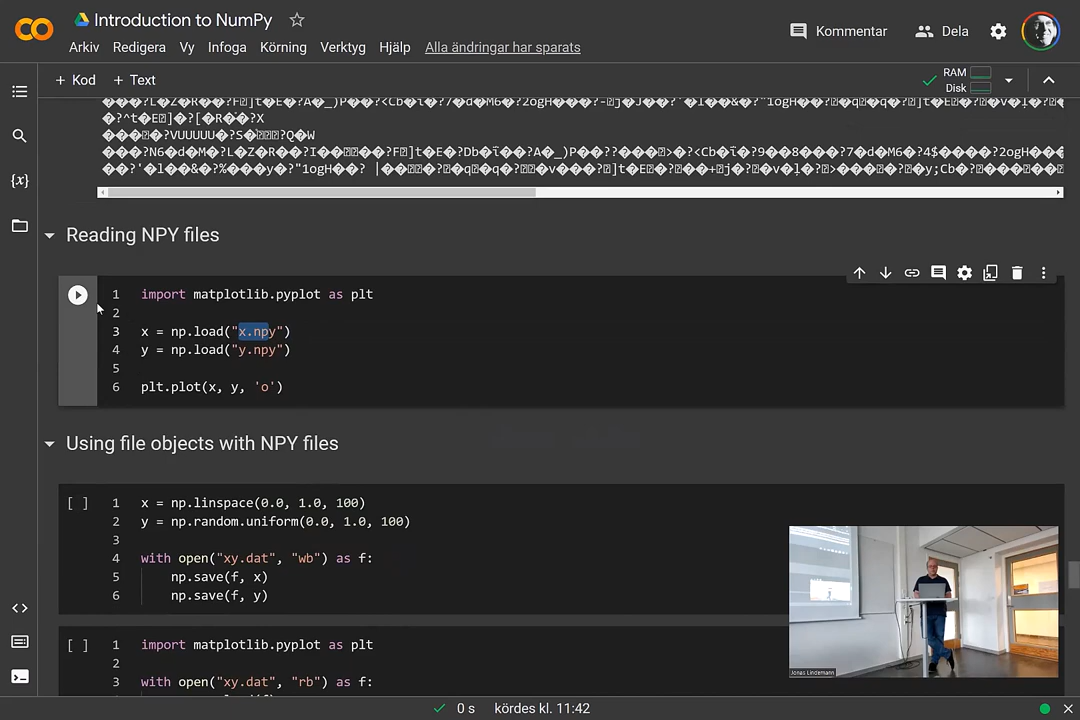 Introduction to NumPy
Arkiv Redigera Vy Infoga Körning Verktyg Hjälp Alla ändringar har sparats
Kommentar
Dela
+ Kod + Text
RAM
Disk
Reading NPY files
1 import matplotlib.pyplot as plt
2
3 x = np.load("x.npy")
4 y = np.load("y.npy")
5
6 plt.plot(x, y, 'o')
Using file objects with NPY files
[ ] 1 x = np.linspace(0.0, 1.0, 100)
2 y = np.random.uniform(0.0, 1.0, 100)
3
4 with open("xy.dat", "wb") as f:
5 np.save(f, x)
6 np.save(f, y)
[ ] 1 import matplotlib.pyplot as plt
2
3 with open("xy.dat", "rb") as f:
Jonas Lindemann
0 s kördes kl. 11:42